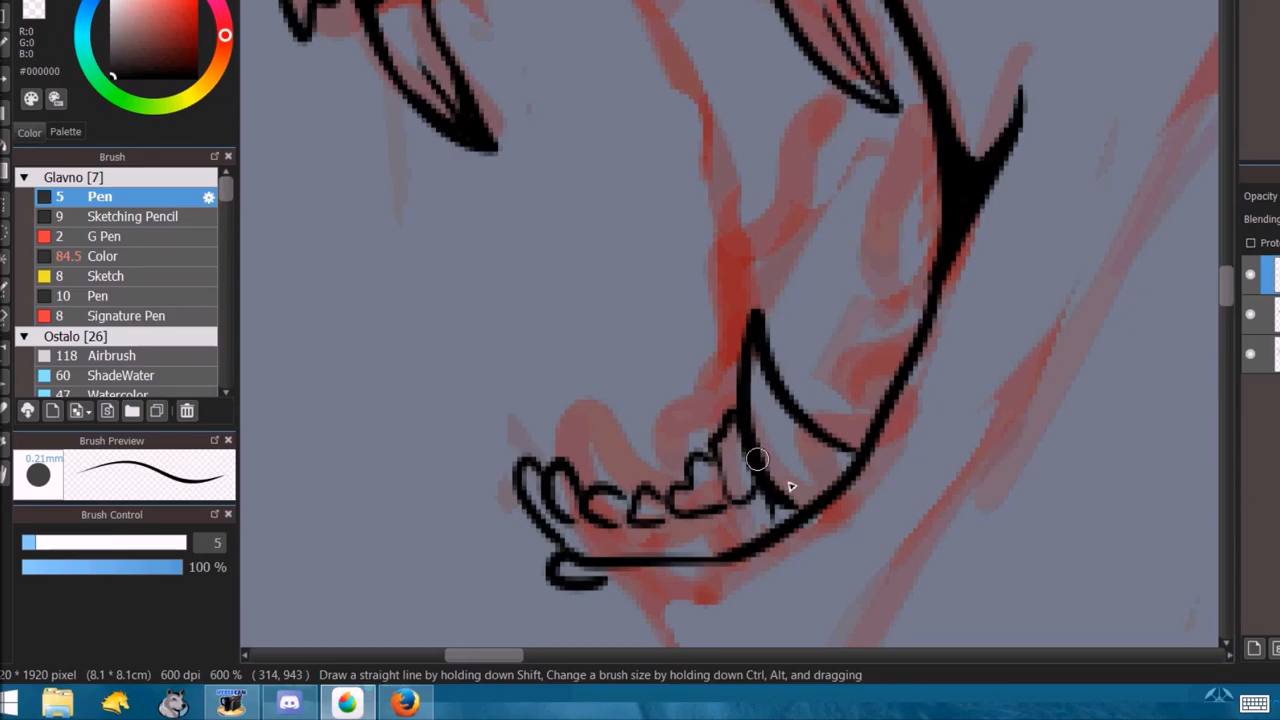 R:0
G:0
B:0
#000000
Color Palette
Brush
Glavno [7]
5 Pen
9 Sketching Pencil
2 G Pen
84.5 Color
8 Sketch
10 Pen
8 Signature Pen
Ostalo [26]
118 Airbrush
60 ShadeWater
47 Watercolor
Brush Preview
0.21mm
Brush Control
5
100 %
Opacity
Blending
Prote
20 * 1920 pixel (8.1 * 8.1cm) 600 dpi 600 % ( 314, 943 ) Draw a straight line by holding down Shift, Change a brush size by holding down Ctrl, Alt, and dragging